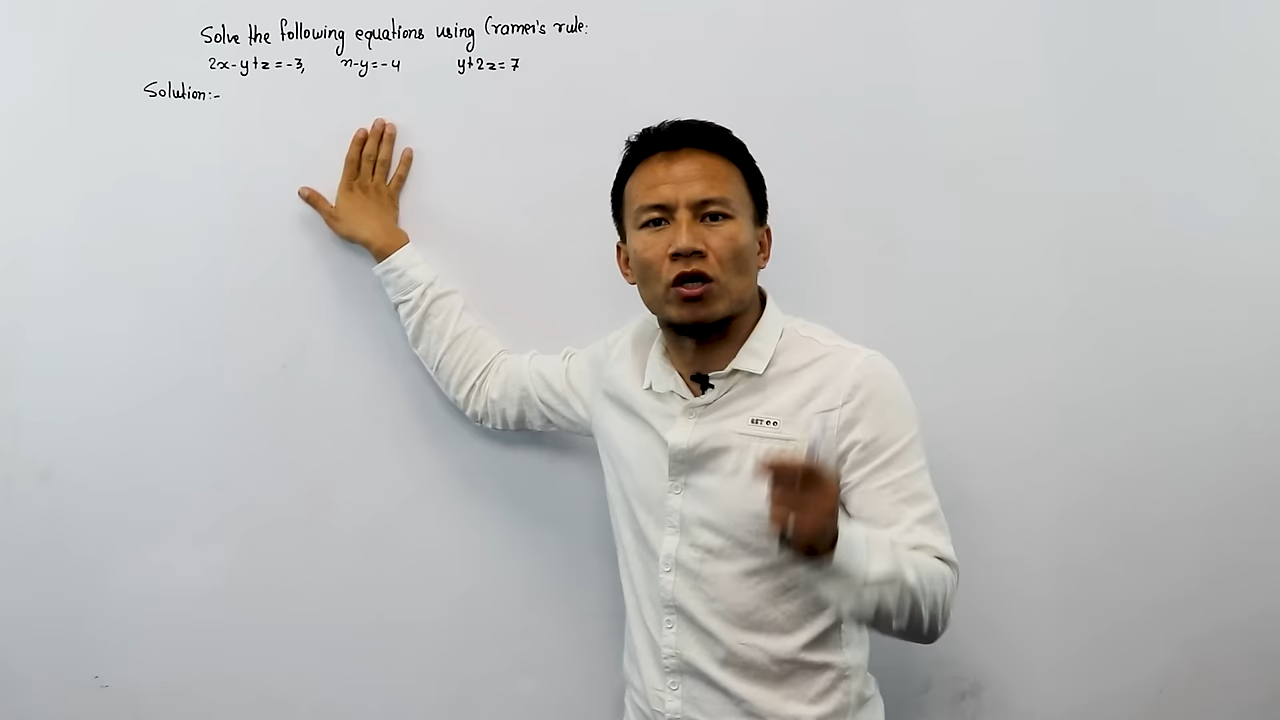 Solve the following equations using Cramer's rule:
2x-y+z=-3, x-y=-4 y+2z=7
Solution:-